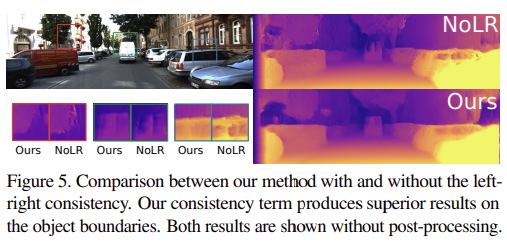 NoLR
Ours
Ours NoLR Ours NoLR Ours NoLR
Figure 5. Comparison between our method with and without the left-
right consistency. Our consistency term produces superior results on
the object boundaries. Both results are shown without post-processing.